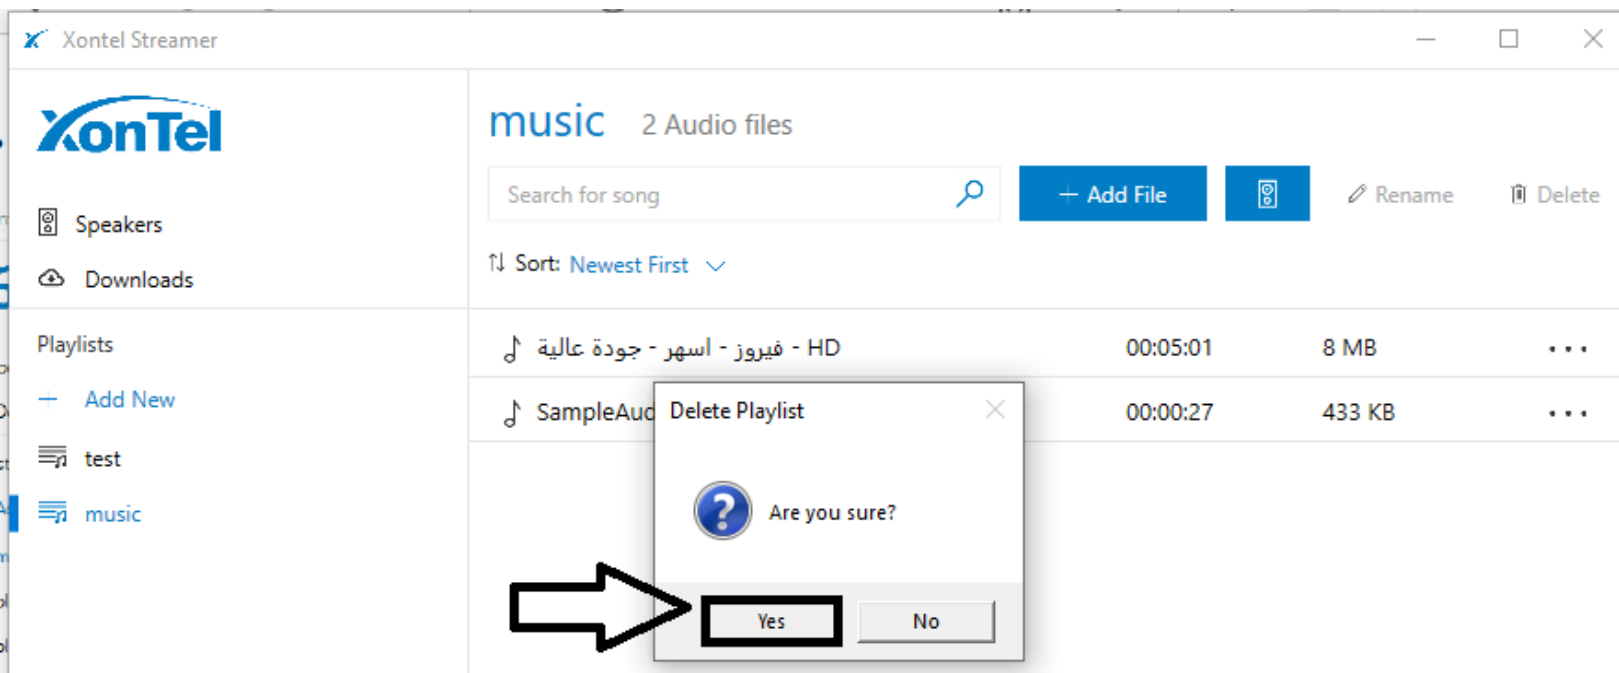 Xontel Streamer
XonTel
Speakers
Downloads
Playlists
Add New
test
music
music 2 Audio files
Search for song
+ Add File
Rename
Delete
Sort: Newest First
فيروز - اسهر - جودة عالية - HD 00:05:01 8 MB
SampleAud 00:00:27 433 KB
Delete Playlist
Are you sure?
Yes No